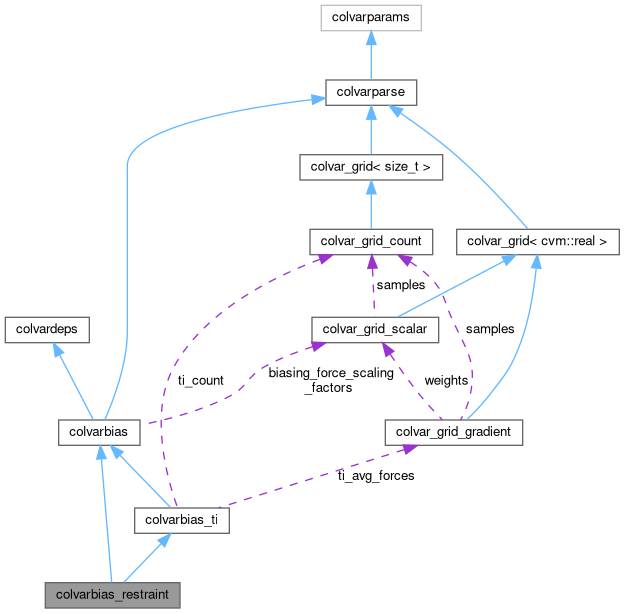 colvarparams
colvarparse
colvar_grid< size_t >
colvar_grid_count
colvar_grid< cvm::real >
samples
colvardeps
colvar_grid_scalar
samples
ti_count
biasing_force_scaling
_factors
weights
colvarbias
colvar_grid_gradient
ti_avg_forces
colvarbias_ti
colvarbias_restraint